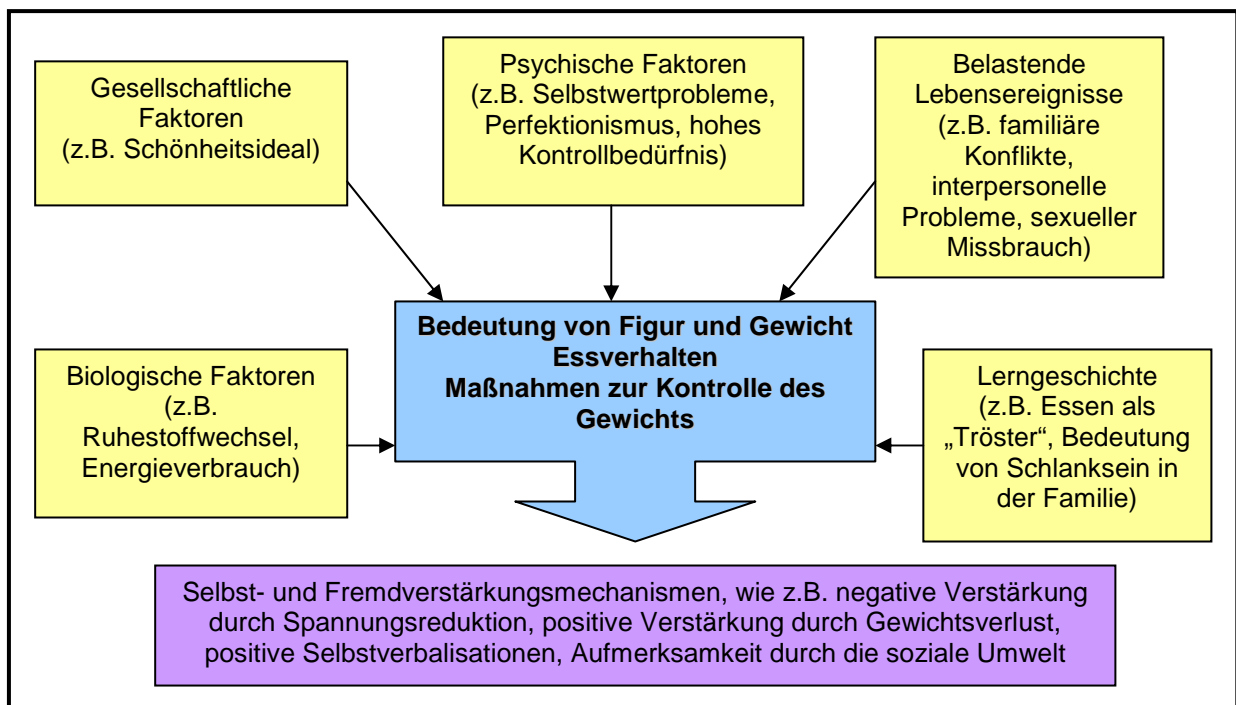 Gesellschaftliche
Faktoren
(z.B. Schönheitsideal)
Psychische Faktoren
(z.B. Selbstwertprobleme,
Perfektionismus, hohes
Kontrollbedürfnis)
Belastende
Lebensereignisse
(z.B. familiäre
Konflikte,
interpersonelle
Probleme, sexueller
Missbrauch)
Biologische Faktoren
(z.B.
Ruhestoffwechsel,
Energieverbrauch)
Bedeutung von Figur und Gewicht
Essverhalten
Maßnahmen zur Kontrolle des
Gewichts
Lerngeschichte
(z.B. Essen als
„Tröster“, Bedeutung
von Schlanksein in
der Familie)
Selbst- und Fremdverstärkungsmechanismen, wie z.B. negative Verstärkung
durch Spannungsreduktion, positive Verstärkung durch Gewichtsverlust,
positive Selbstverbalisationen, Aufmerksamkeit durch die soziale Umwelt